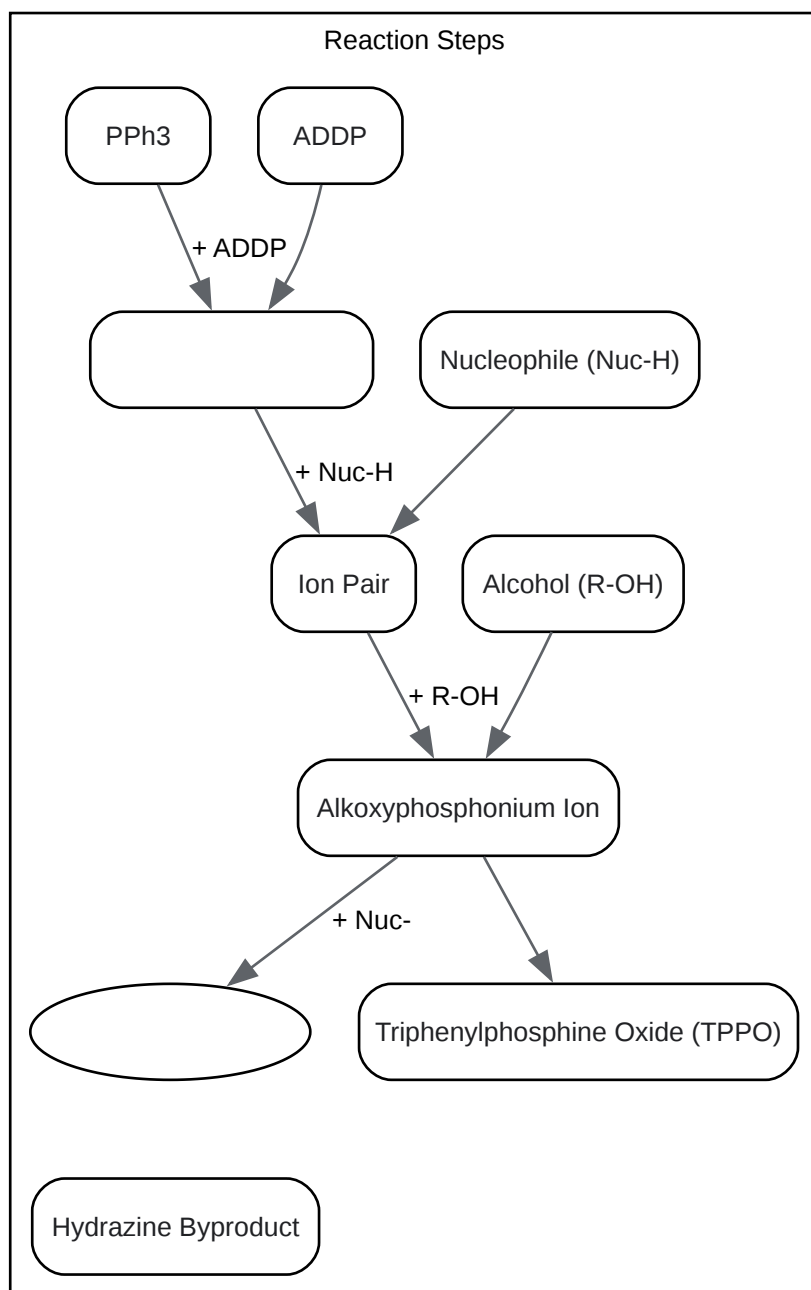 Reaction Steps
PPh3
ADDP
+ ADDP
Nucleophile (Nuc-H)
+ Nuc-H
Ion Pair
Alcohol (R-OH)
+ R-OH
Alkoxyphosphonium Ion
+ Nuc-
Triphenylphosphine Oxide (TPPO)
Hydrazine Byproduct